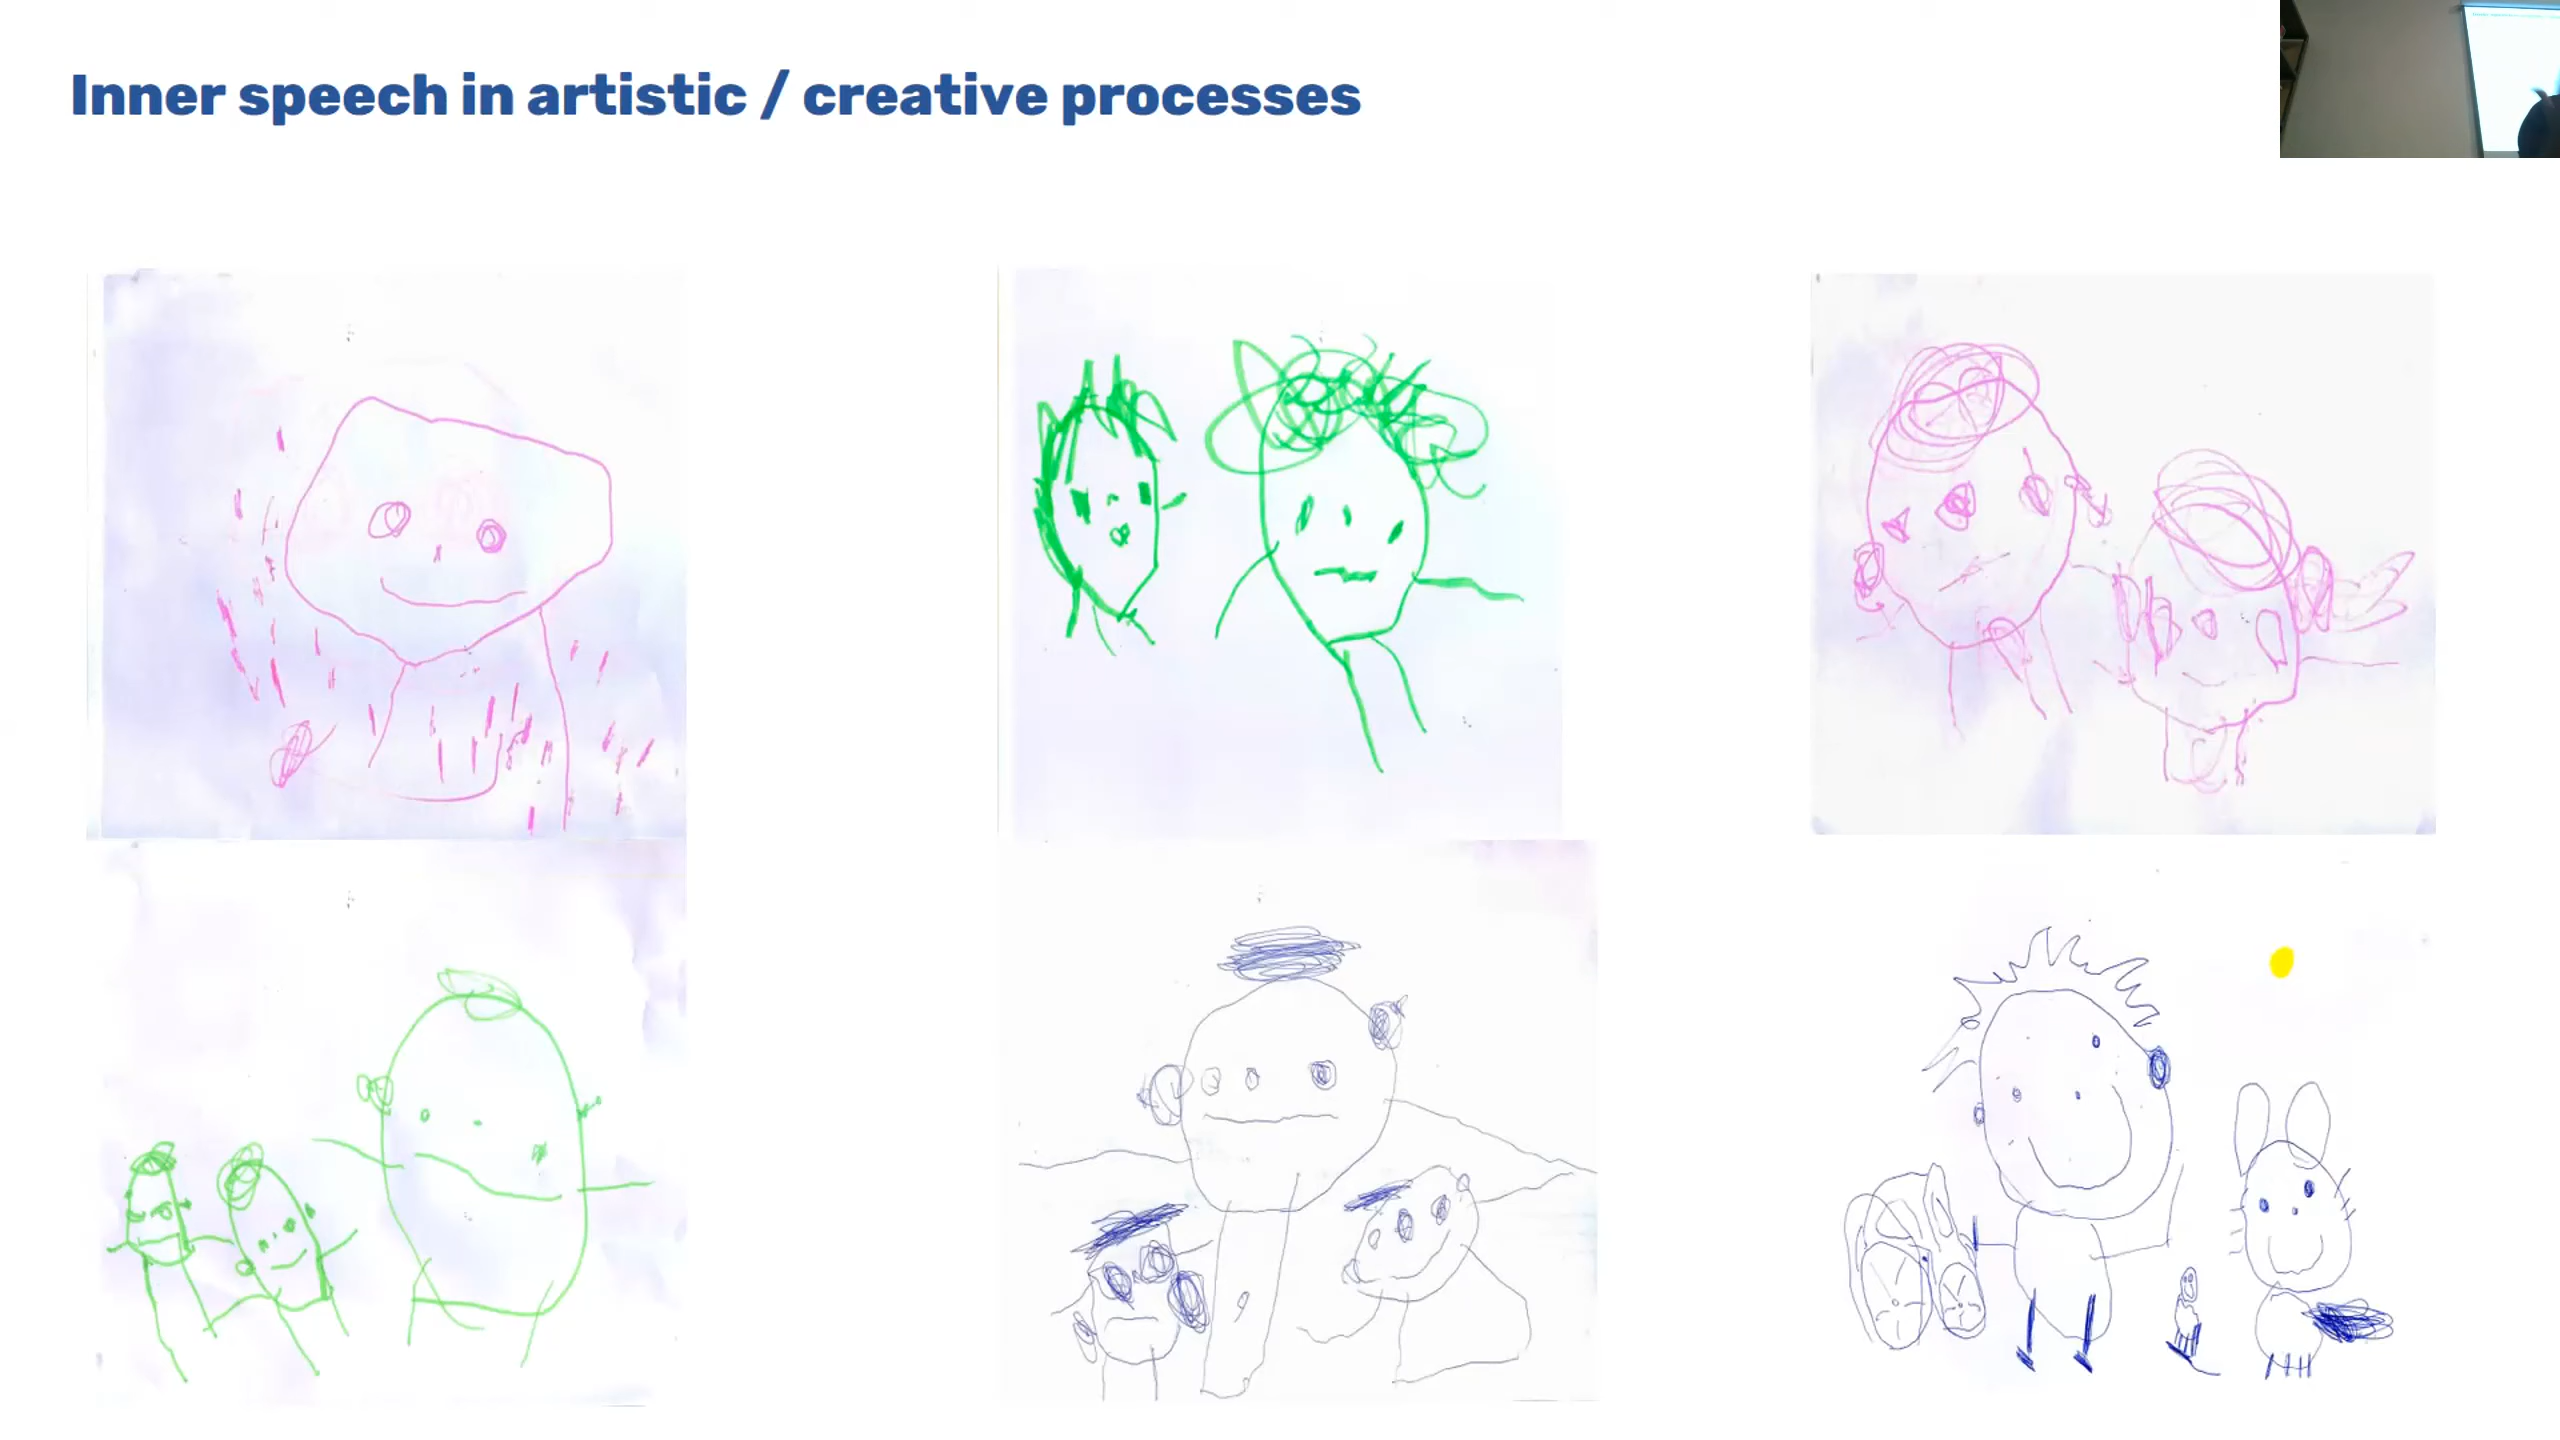 Inner speech in artistic / creative processes